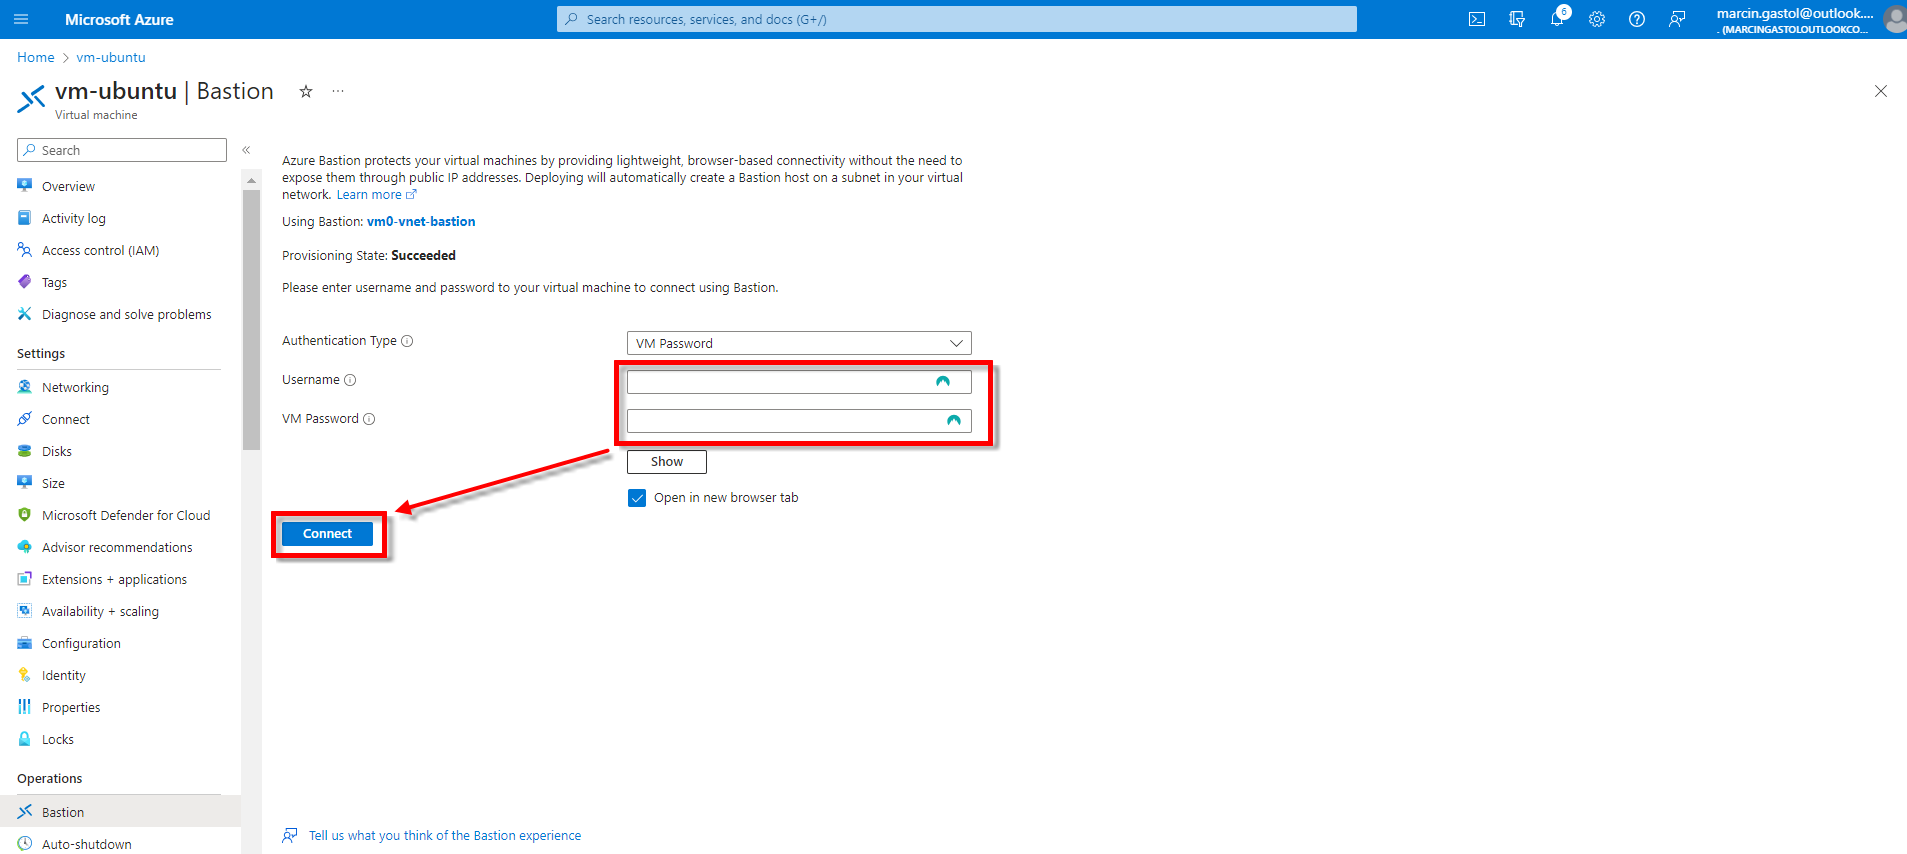 Microsoft Azure
Search resources, services, and docs (G+/)
6
marcin.gastol@outlook....
. (MARCINGASTOLOUTLOOKCO...
Home > vm-ubuntu
vm-ubuntu | Bastion
Virtual machine
Search
Overview
Activity log
Access control (IAM)
Tags
Diagnose and solve problems
Settings
Networking
Connect
Disks
Size
Microsoft Defender for Cloud
Advisor recommendations
Extensions + applications
Availability + scaling
Configuration
Identity
Properties
Locks
Operations
Bastion
Auto-shutdown
Azure Bastion protects your virtual machines by providing lightweight, browser-based connectivity without the need to
expose them through public IP addresses. Deploying will automatically create a Bastion host on a subnet in your virtual
network. Learn more
Using Bastion: vm0-vnet-bastion
Provisioning State: Succeeded
Please enter username and password to your virtual machine to connect using Bastion.
Authentication Type
VM Password
Username
VM Password
Show
Open in new browser tab
Connect
Tell us what you think of the Bastion experience